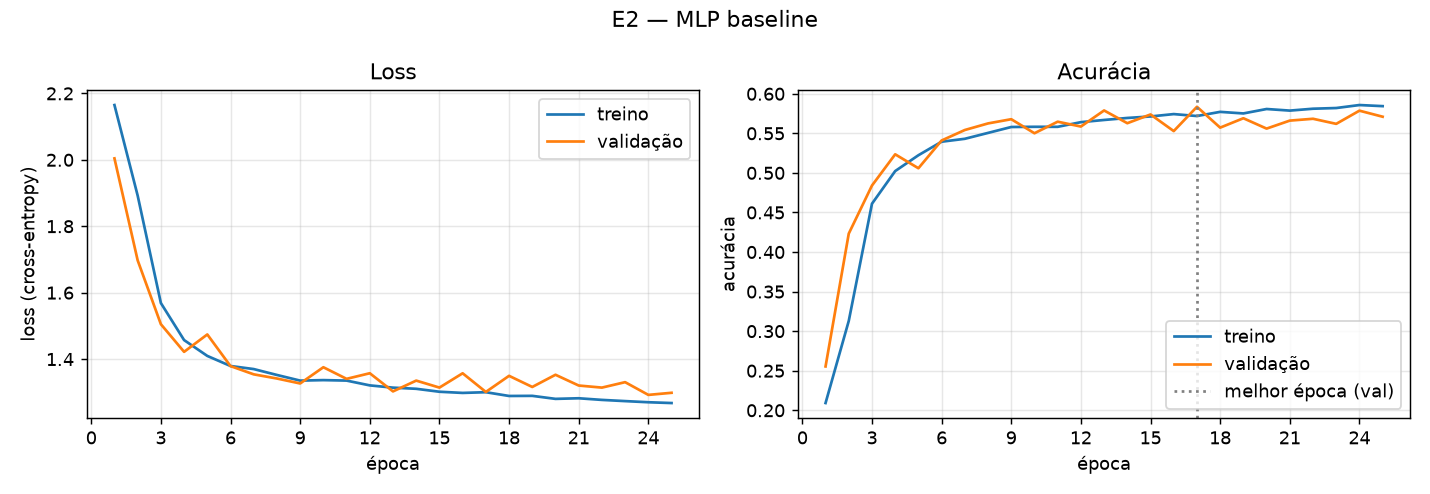 E2 — MLP baseline
Loss
2.2
2.0
1.8
1.6
1.4
0
3
6
9
12
15
18
21
24
época
loss (cross-entropy)
treino
validação
Acurácia
0.60
0.55
0.50
0.45
0.40
0.35
0.30
0.25
0.20
0
3
6
9
12
15
18
21
24
época
acurácia
treino
validação
melhor época (val)